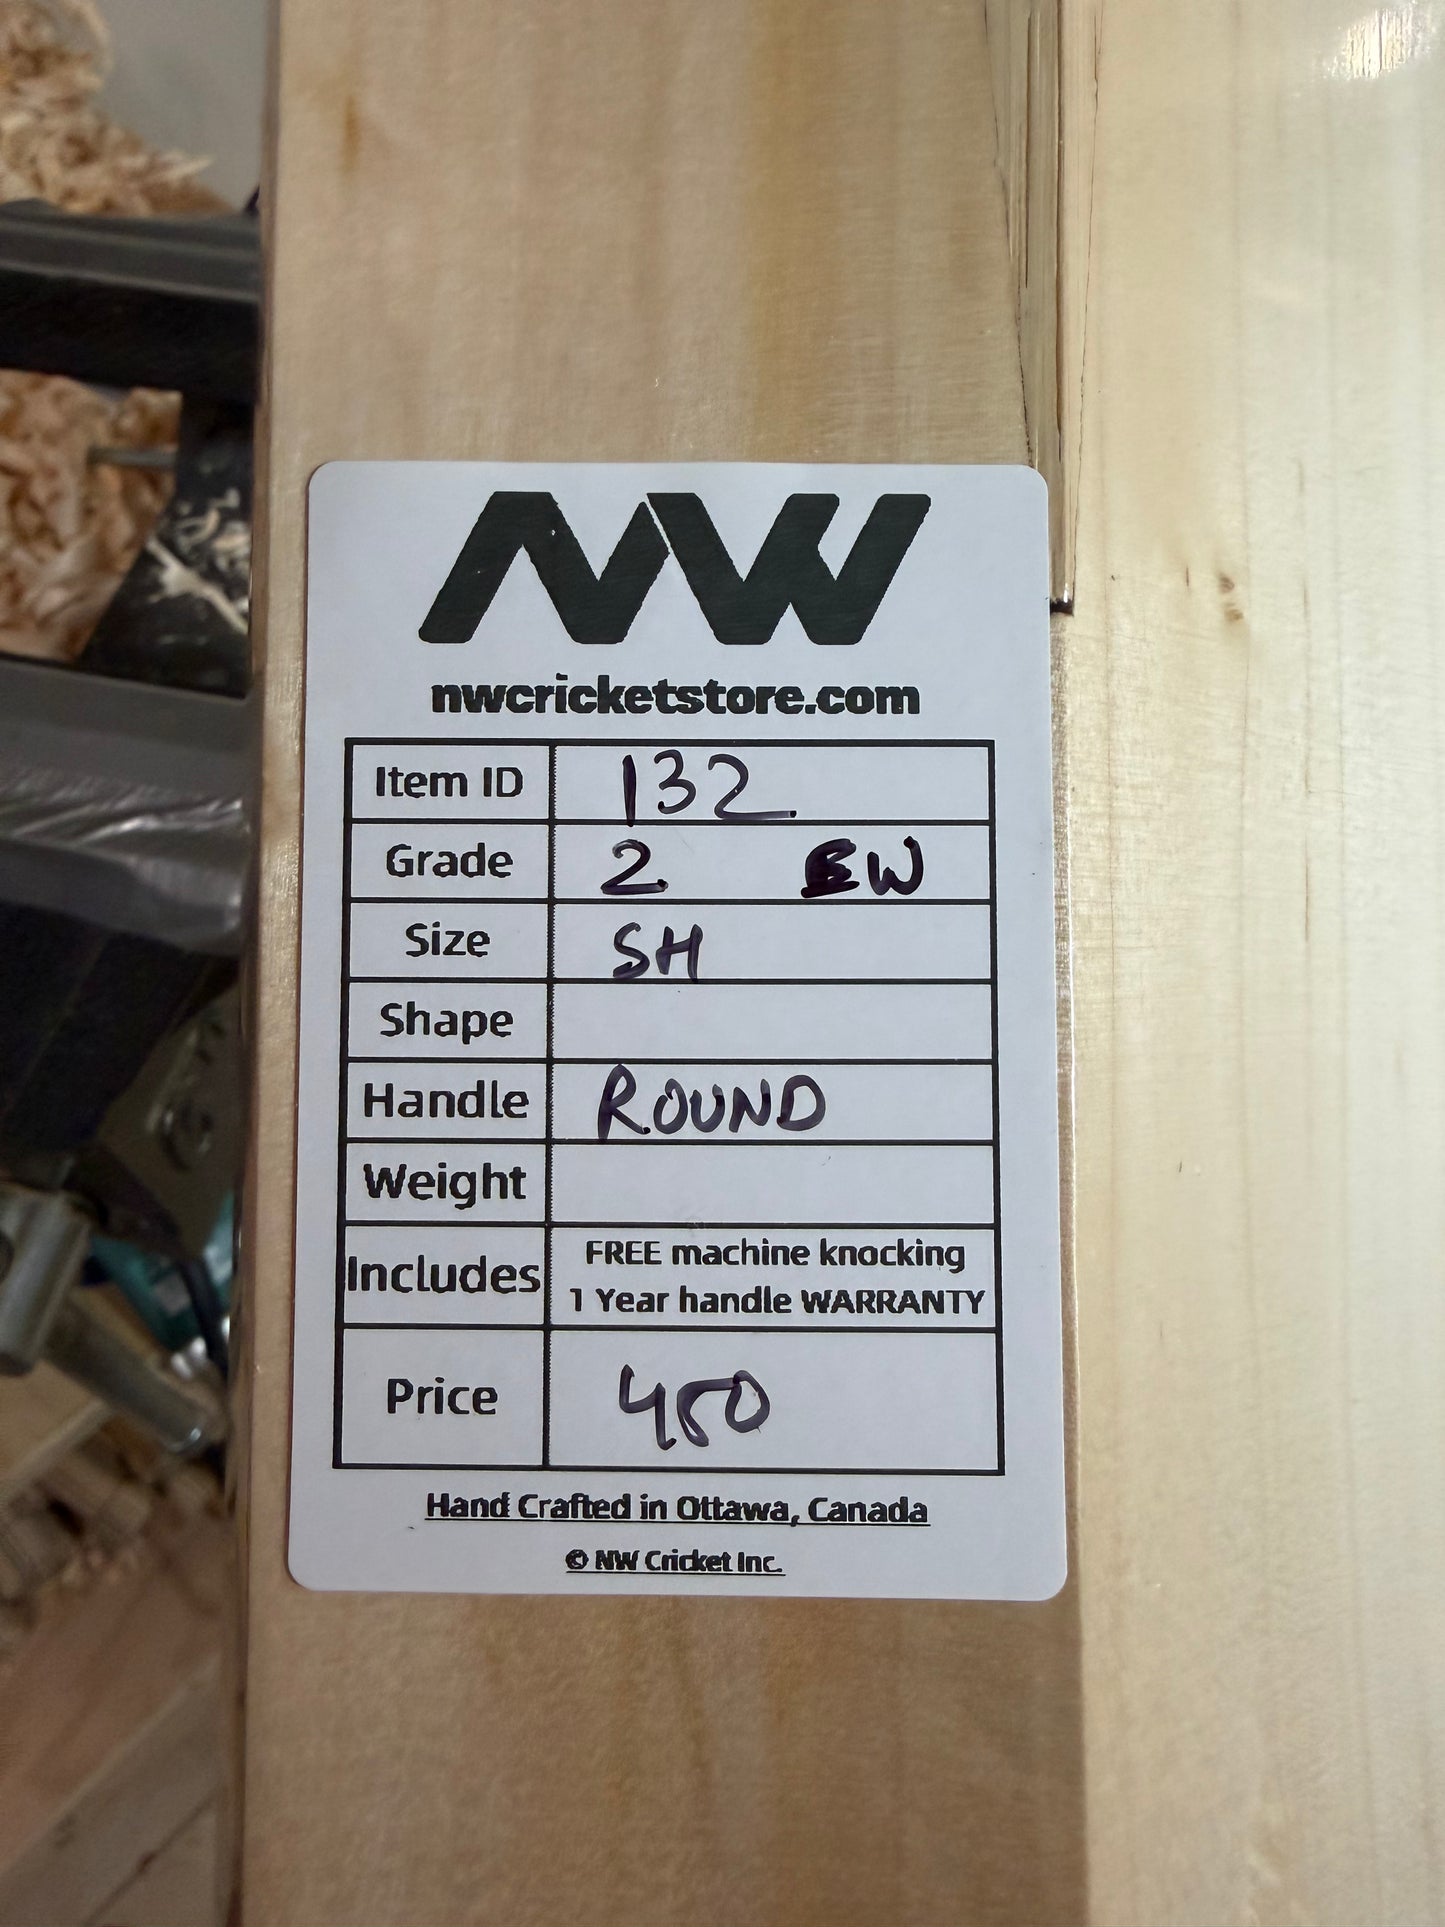 NW
nwcricketstore.com
Item ID 132
Grade 2 EW
Size SH
Shape
Handle ROUND
Weight
Includes FREE machine knocking
1 Year handle WARRANTY
Price 450
Hand Crafted in Ottawa, Canada
© NW Cricket Inc.